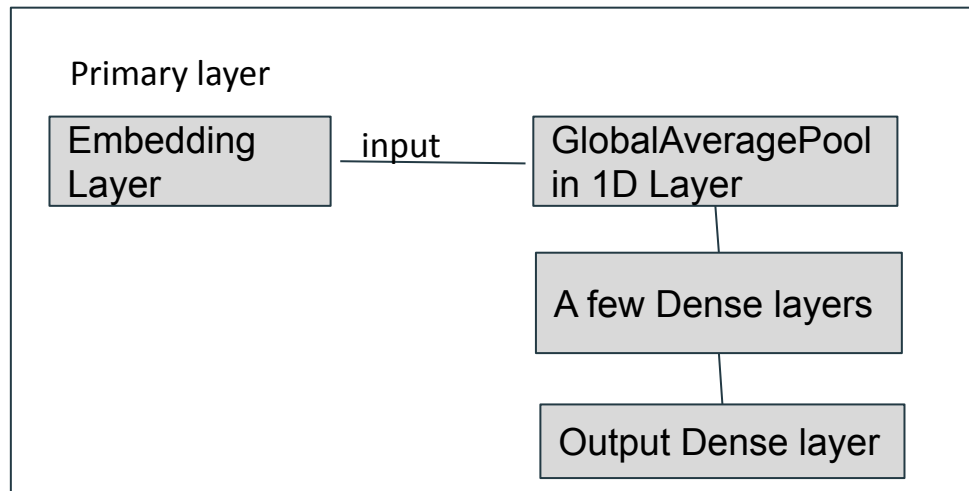 Primary layer
Embedding
Layer
input
GlobalAveragePool
in 1D Layer
A few Dense layers
Output Dense layer